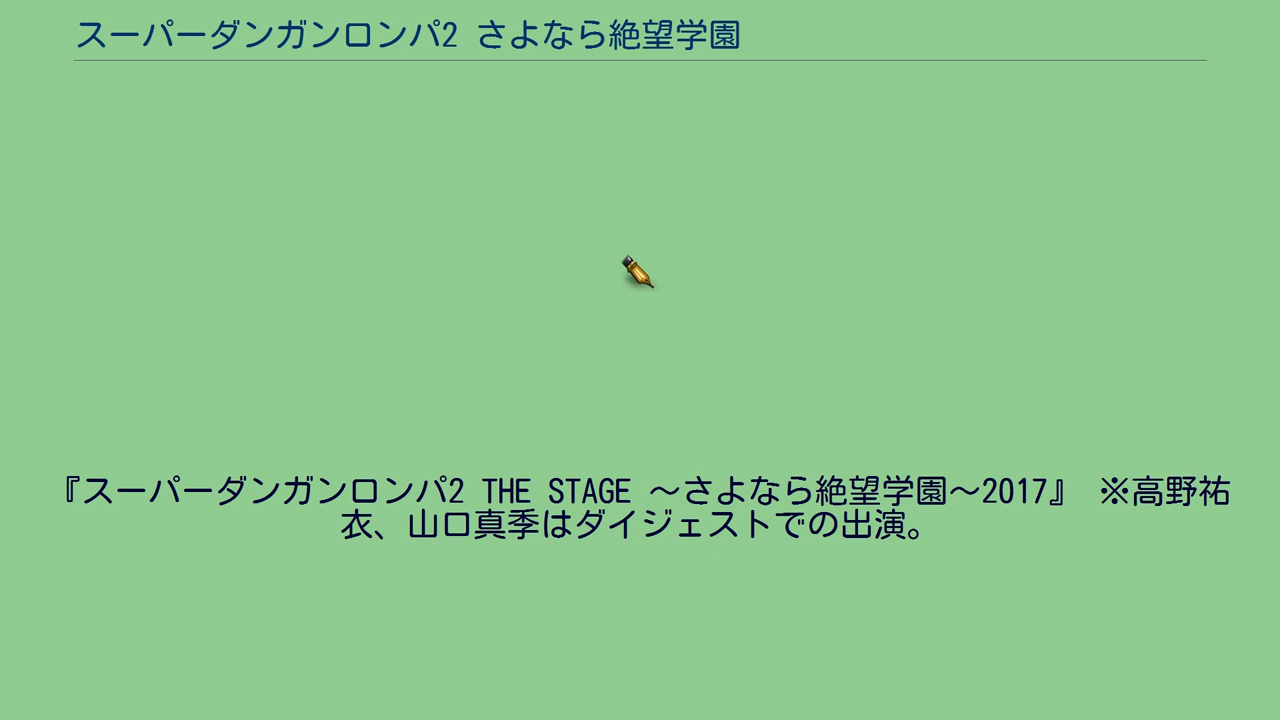 スーパーダンガンロンパ2 さよなら絶望学園
『スーパーダンガンロンパ2 THE STAGE 〜さよなら絶望学園〜2017』 ※高野祐
衣、山口真季はダイジェストでの出演。